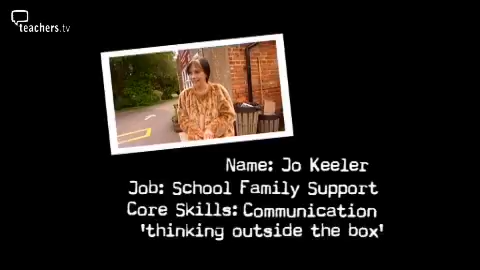 teachers.tv
Name: Jo Keeler
Job: School Family Support
Core Skills: Communication
'thinking outside the box'